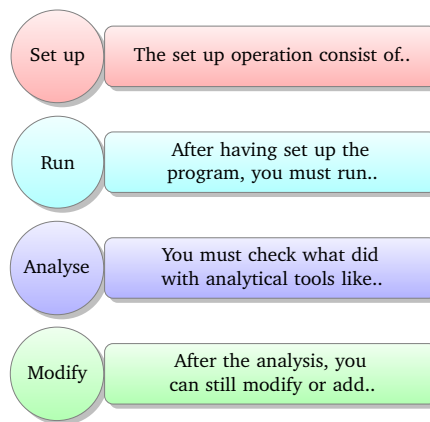 Set up
The set up operation consist of..
Run
After having set up the
program, you must run..
Analyse
You must check what did
with analytical tools like..
Modify
After the analysis, you
can still modify or add..